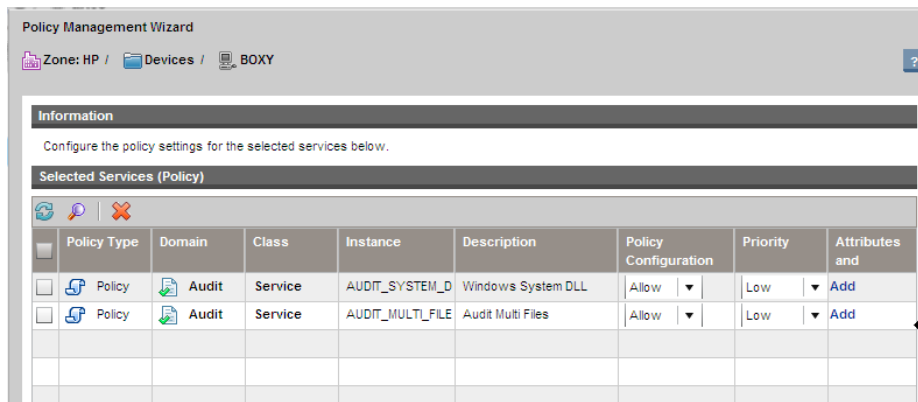 Policy Management Wizard
Zone: HP / Devices / BOXY
?
Information
Configure the policy settings for the selected services below.
Selected Services (Policy)
Policy Type Domain Class Instance Description Policy Configuration Priority Attributes and
Policy Audit Service AUDIT_SYSTEM_D Windows System DLL Allow Low Add
Policy Audit Service AUDIT_MULTI_FILE Audit Multi Files Allow Low Add